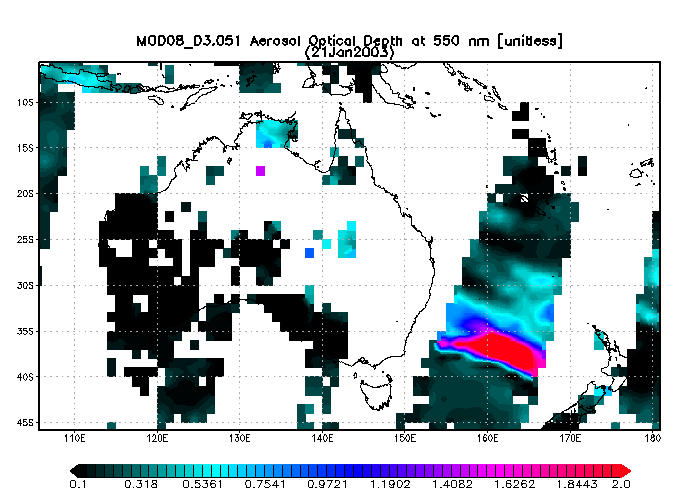 MOD08_D3.051 Aerosol Optical Depth at 550 nm [unitless]
(21Jan2003)
10S
15S
20S
25S
30S
35S
40S
45S
110E 120E 130E 140E 150E 160E 170E 180
0.1 0.318 0.5361 0.7541 0.9721 1.1902 1.4082 1.6262 1.8443 2.0